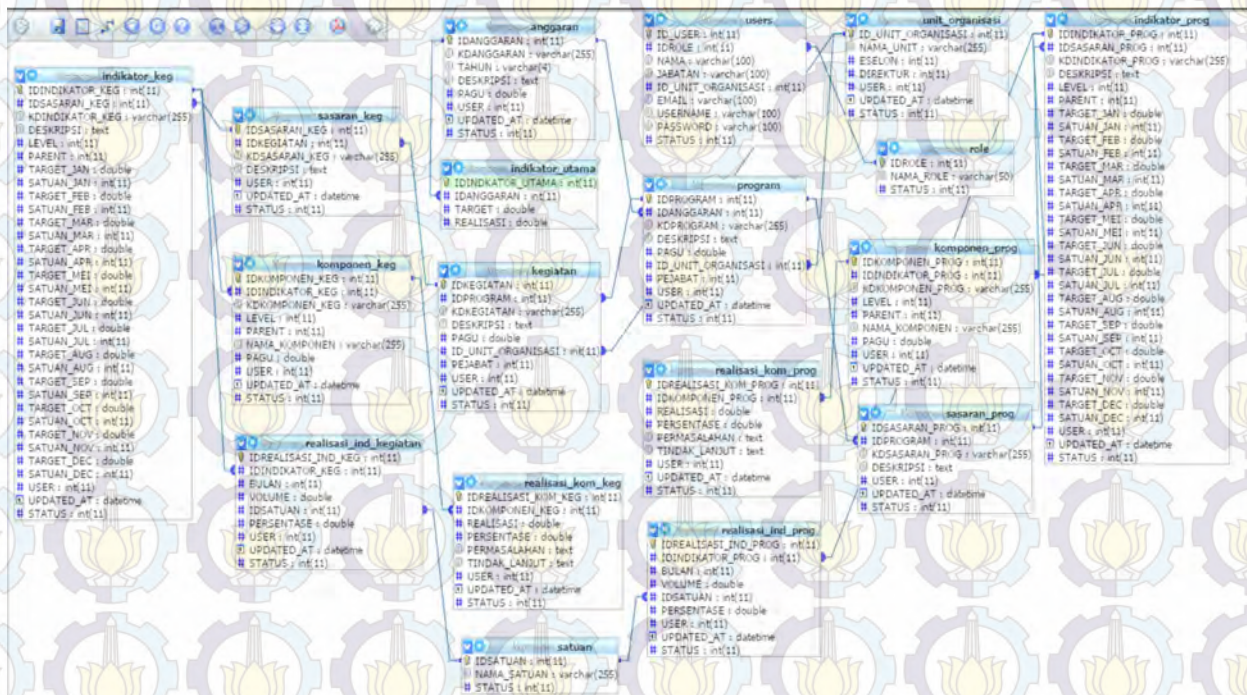 indikator_keg
IDINDIKATOR_KEG : int(11)
IDSASARAN_KEG : int(11)
KDINDIKATOR_KEG : varchar(255)
DESKRIPSI : text
LEVEL : int(11)
PARENT : int(11)
TARGET_JAN : double
SATUAN_JAN : int(11)
TARGET_FEB : double
SATUAN_FEB : int(11)
TARGET_MAR : double
SATUAN_MAR : int(11)
TARGET_APR : double
SATUAN_APR : int(11)
TARGET_MEI : double
SATUAN_MEI : int(11)
TARGET_JUN : double
SATUAN_JUN : int(11)
TARGET_JUL : double
SATUAN_JUL : int(11)
TARGET_AUG : double
SATUAN_AUG : int(11)
TARGET_SEP : double
SATUAN_SEP : int(11)
TARGET_OCT : double
SATUAN_OCT : int(11)
TARGET_NOV : double
SATUAN_NOV : int(11)
TARGET_DEC : double
SATUAN_DEC : int(11)
USER : int(11)
UPDATED_AT : datetime
STATUS : int(11)
sasaran_keg
IDSASARAN_KEG : int(11)
IDKEGIATAN : int(11)
KDSASARAN_KEG : varchar(255)
DESKRIPSI : text
USER : int(11)
UPDATED_AT : datetime
STATUS : int(11)
komponen_keg
IDKOMPONEN_KEG : int(11)
IDINDIKATOR_KEG : int(11)
KDKOMPONEN_KEG : varchar(255)
LEVEL : int(11)
PARENT : int(11)
NAMA_KOMPONEN : varchar(255)
PAGU : double
USER : int(11)
UPDATED_AT : datetime
STATUS : int(11)
realisasi_ind_kegiatan
IDREALISASI_IND_KEG : int(11)
IDINDIKATOR_KEG : int(11)
BULAN : int(11)
VOLUME : double
IDSATUAN : int(11)
PERSENTASE : double
USER : int(11)
UPDATED_AT : datetime
STATUS : int(11)
anggaran
IDANGGARAN : int(11)
KDANGGARAN : varchar(255)
TAHUN : varchar(4)
DESKRIPSI : text
PAGU : double
USER : int(11)
UPDATED_AT : datetime
STATUS : int(11)
indikator_utama
IDINDKATOR_UTAMA : int(11)
IDANGGARAN : int(11)
TARGET : double
REALISASI : double
kegiatan
IDKEGIATAN : int(11)
IDPROGRAM : int(11)
KDKEGIATAN : varchar(255)
DESKRIPSI : text
PAGU : double
ID_UNIT_ORGANISASI : int(11)
PEJABAT : int(11)
USER : int(11)
UPDATED_AT : datetime
STATUS : int(11)
realisasi_kom_keg
IDREALISASI_KOM_KEG : int(11)
IDKOMPONEN_KEG : int(11)
REALISASI : double
PERSENTASE : double
PERMASALAHAN : text
TINDAK_LANJUT : text
USER : int(11)
UPDATED_AT : datetime
STATUS : int(11)
satuan
IDSATUAN : int(11)
NAMA_SATUAN : varchar(255)
STATUS : int(11)
users
ID_USER : int(11)
IDROLE : int(11)
NAMA : varchar(100)
JABATAN : varchar(100)
ID_UNIT_ORGANISASI : int(11)
EMAIL : varchar(100)
USERNAME : varchar(100)
PASSWORD : varchar(100)
STATUS : int(11)
program
IDPROGRAM : int(11)
IDANGGARAN : int(11)
KDPROGRAM : varchar(255)
DESKRIPSI : text
PAGU : double
ID_UNIT_ORGANISASI : int(11)
PEJABAT : int(11)
USER : int(11)
UPDATED_AT : datetime
STATUS : int(11)
realisasi_kom_prog
IDREALISASI_KOM_PROG : int(11)
IDKOMPONEN_PROG : int(11)
REALISASI : double
PERSENTASE : double
PERMASALAHAN : text
TINDAK_LANJUT : text
USER : int(11)
UPDATED_AT : datetime
STATUS : int(11)
realisasi_ind_prog
IDREALISASI_IND_PROG : int(11)
IDINDIKATOR_PROG : int(11)
BULAN : int(11)
VOLUME : double
IDSATUAN : int(11)
PERSENTASE : double
USER : int(11)
UPDATED_AT : datetime
STATUS : int(11)
unit_organisasi
ID_UNIT_ORGANISASI : int(11)
NAMA_UNIT : varchar(255)
ESELON : int(11)
DIREKTUR : int(11)
USER : int(11)
UPDATED_AT : datetime
STATUS : int(11)
role
IDROLE : int(11)
NAMA_ROLE : varchar(50)
STATUS : int(11)
komponen_prog
IDKOMPONEN_PROG : int(11)
IDINDIKATOR_PROG : int(11)
KDKOMPONEN_PROG : varchar(255)
LEVEL : int(11)
PARENT : int(11)
NAMA_KOMPONEN : varchar(255)
PAGU : double
USER : int(11)
UPDATED_AT : datetime
STATUS : int(11)
sasaran_prog
IDSASARAN_PROG : int(11)
IDPROGRAM : int(11)
KDSASARAN_PROG : varchar(255)
DESKRIPSI : text
USER : int(11)
UPDATED_AT : datetime
STATUS : int(11)
indikator_prog
IDINDIKATOR_PROG : int(11)
IDSASARAN_PROG : int(11)
KDINDIKATOR_PROG : varchar(255)
DESKRIPSI : text
LEVEL : int(11)
PARENT : int(11)
TARGET_JAN : double
SATUAN_JAN : int(11)
TARGET_FEB : double
SATUAN_FEB : int(11)
TARGET_MAR : double
SATUAN_MAR : int(11)
TARGET_APR : double
SATUAN_APR : int(11)
TARGET_MEI : double
SATUAN_MEI : int(11)
TARGET_JUN : double
SATUAN_JUN : int(11)
TARGET_JUL : double
SATUAN_JUL : int(11)
TARGET_AUG : double
SATUAN_AUG : int(11)
TARGET_SEP : double
SATUAN_SEP : int(11)
TARGET_OCT : double
SATUAN_OCT : int(11)
TARGET_NOV : double
SATUAN_NOV : int(11)
TARGET_DEC : double
SATUAN_DEC : int(11)
USER : int(11)
UPDATED_AT : datetime
STATUS : int(11)